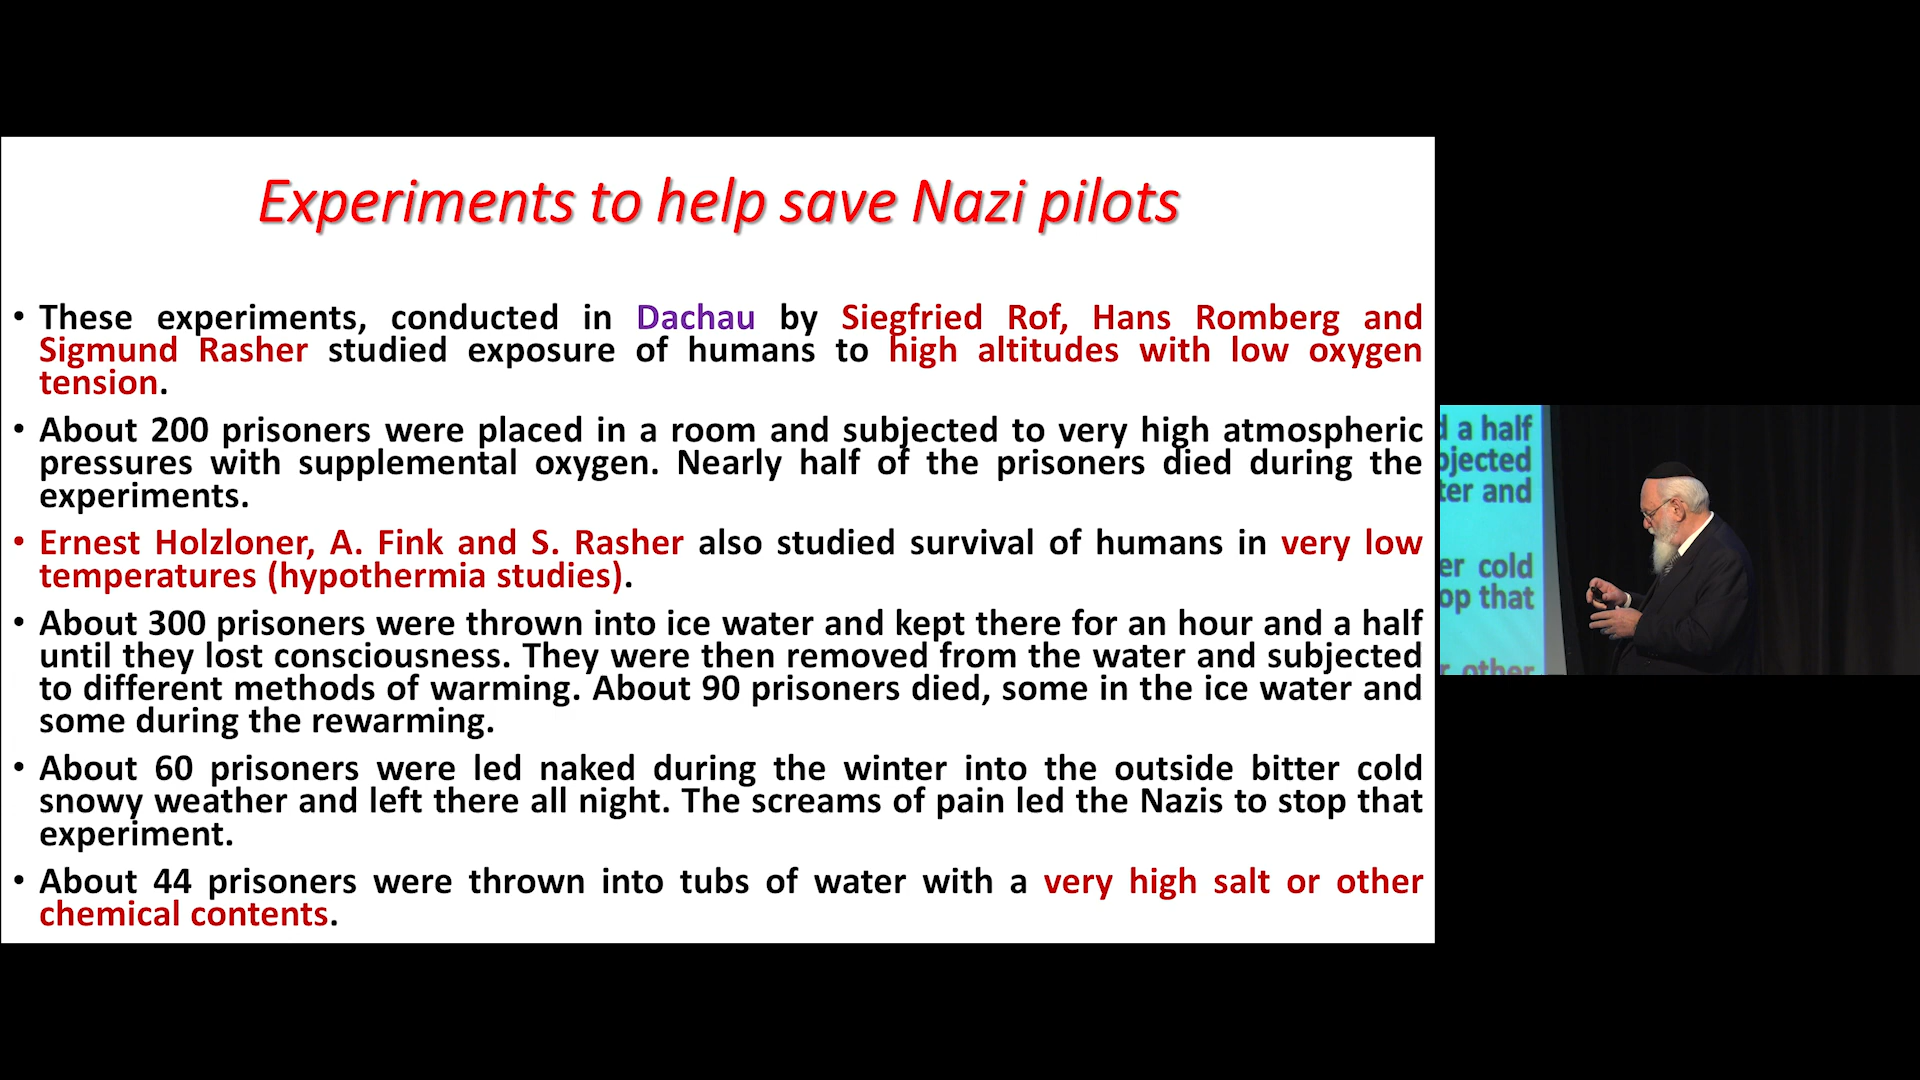 Experiments to help save Nazi pilots
• These experiments, conducted in Dachau by Siegfried Rof, Hans Romberg and
Sigmund Rasher studied exposure of humans to high altitudes with low oxygen
tension.
• About 200 prisoners were placed in a room and subjected to very high atmospheric
pressures with supplemental oxygen. Nearly half of the prisoners died during the
experiments.
• Ernest Holzloner, A. Fink and S. Rasher also studied survival of humans in very low
temperatures (hypothermia studies).
• About 300 prisoners were thrown into ice water and kept there for an hour and a half
until they lost consciousness. They were then removed from the water and subjected
to different methods of warming. About 90 prisoners died, some in the ice water and
some during the rewarming.
• About 60 prisoners were led naked during the winter into the outside bitter cold
snowy weather and left there all night. The screams of pain led the Nazis to stop that
experiment.
• About 44 prisoners were thrown into tubs of water with a very high salt or other
chemical contents.
d a half
bjected
ter and
er cold
op that
r other